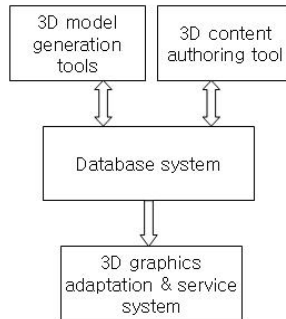 3D model
generation
tools
3D content
authoring tool
Database system
3D graphics
adaptation & service
system